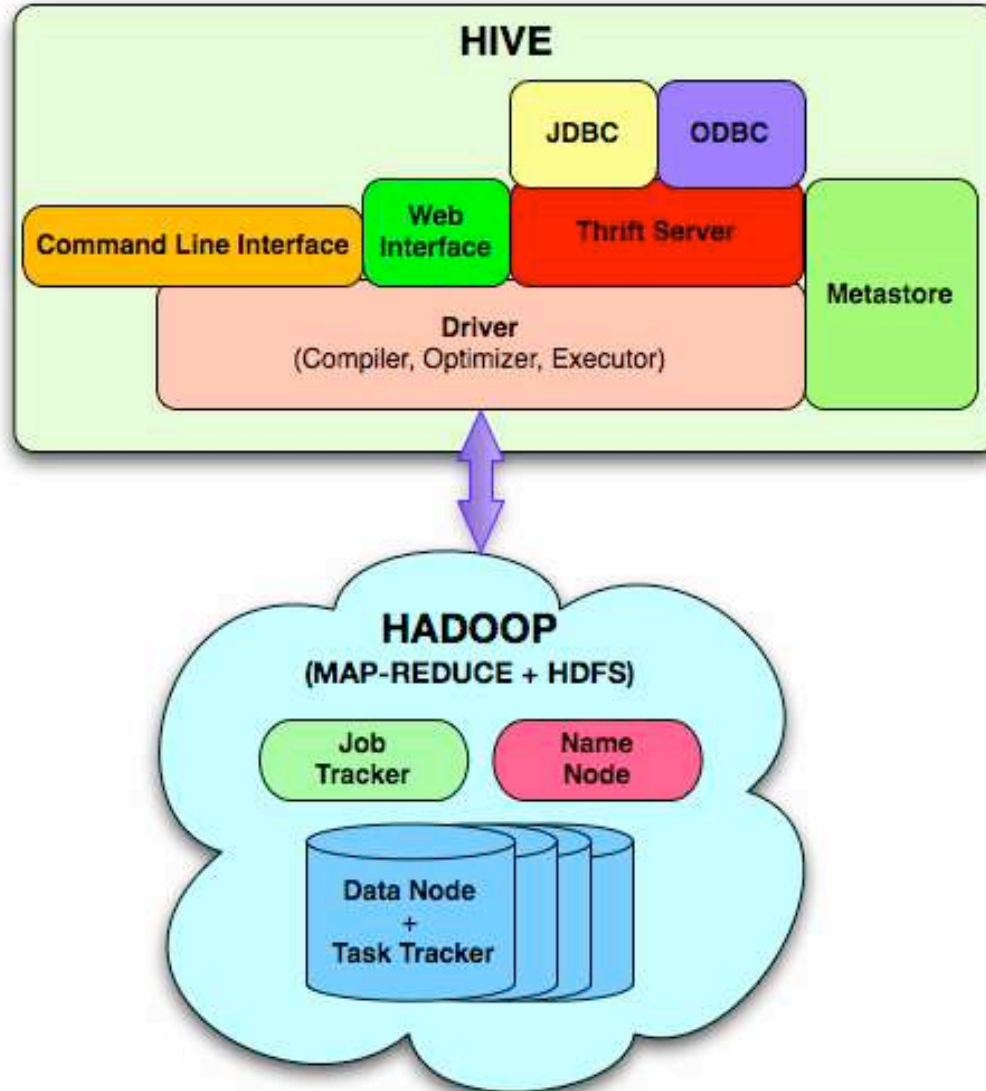 HIVE
JDBC
ODBC
Command Line Interface
Web
Interface
Thrift Server
Metastore
Driver
(Compiler, Optimizer, Executor)
HADOOP
(MAP-REDUCE + HDFS)
Job
Tracker
Name
Node
Data Node
+
Task Tracker